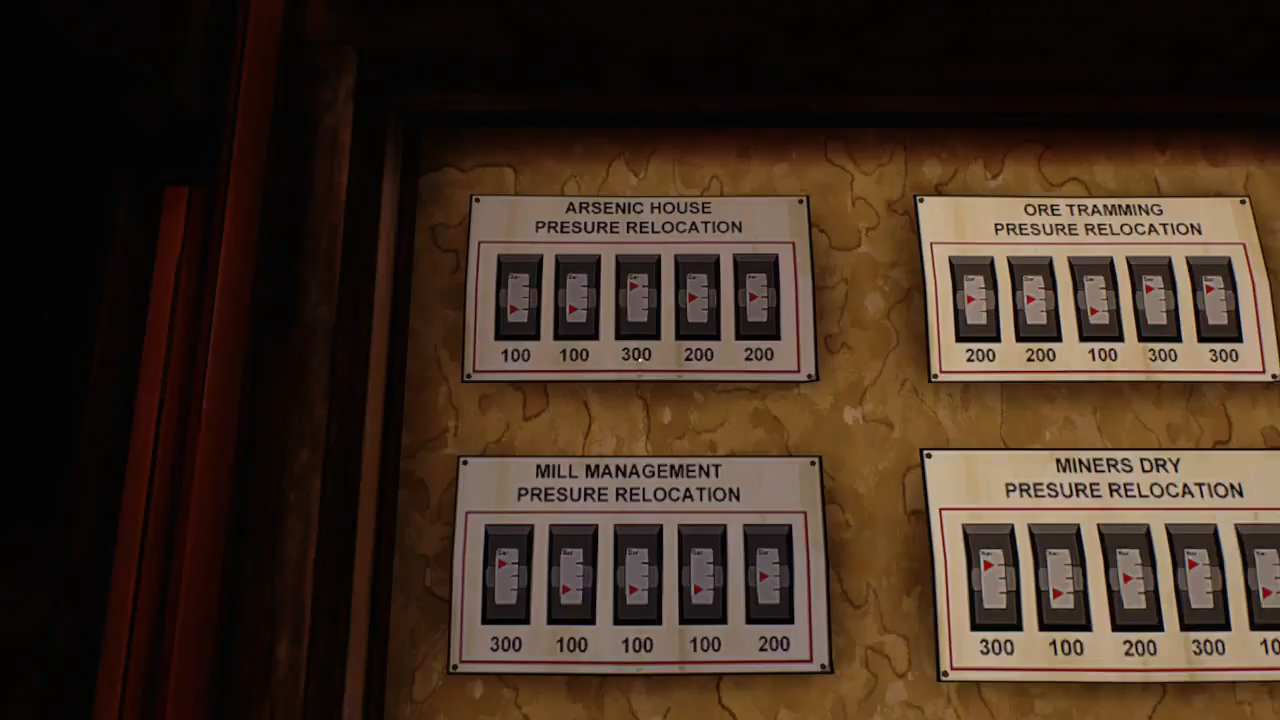 ARSENIC HOUSE
PRESURE RELOCATION
100 100 300 200 200
ORE TRAMMING
PRESURE RELOCATION
200 200 100 300 300
MILL MANAGEMENT
PRESURE RELOCATION
300 100 100 100 200
MINERS DRY
PRESURE RELOCATION
300 100 200 300